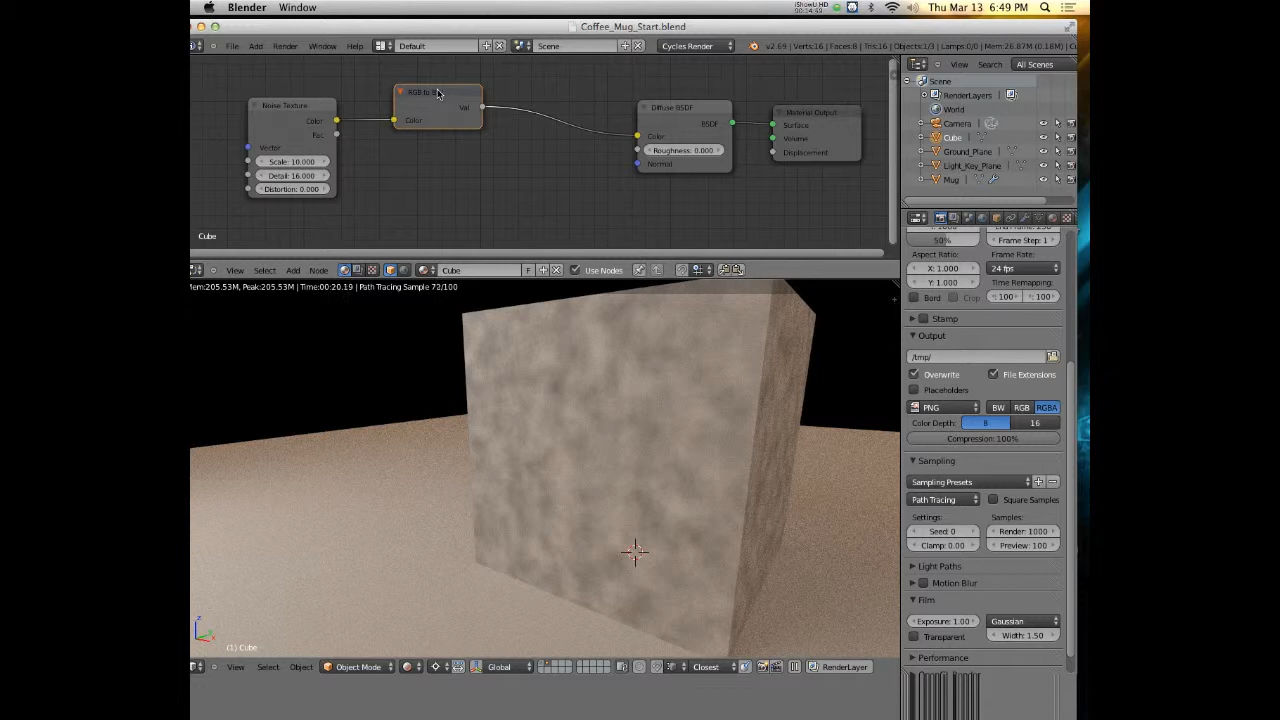 Blender Window
iShowU HD
00:14:59
Thu Mar 13 6:49 PM
Coffee_Mug_Start.blend
File Add Render Window Help Default Scene Cycles Render v2.69 | Verts:16 | Faces:8 | Tris:16 | Objects:1/3 | Lamps:0/0 | Mem:26.87M (0.18M) | Cu
View Search All Scenes
Scene
RenderLayers
World
Camera
Cube
Ground_Plane
Light_Key_Plane
Mug
Noise Texture
Color
Fac
Vector
Scale: 10.000
Detail: 16.000
Distortion: 0.000
RGB to B
Val
Color
Diffuse BSDF
BSDF
Color
Roughness: 0.000
Normal
Material Output
Surface
Volume
Displacement
Cube
View Select Add Node Cube F Use Nodes
Mem:205.53M, Peak:205.53M | Time:00:20.19 | Path Tracing Sample 72/100
50%
Frame Step: 1
Aspect Ratio: Frame Rate:
X: 1.000 24 fps
Y: 1.000 Time Remapping:
Bord Crop : 100 : 100
Stamp
Output
/tmp/
Overwrite File Extensions
Placeholders
PNG BW RGB RGBA
Color Depth: 8 16
Compression: 100%
Sampling
Sampling Presets
Path Tracing Square Samples
Settings: Samples:
Seed: 0 Render: 1000
Clamp: 0.00 Preview: 100
Light Paths
Motion Blur
Film
Exposure: 1.00 Gaussian
Transparent Width: 1.50
Performance
z
x
(1) Cube
View Select Object Object Mode Global Closest RenderLayer